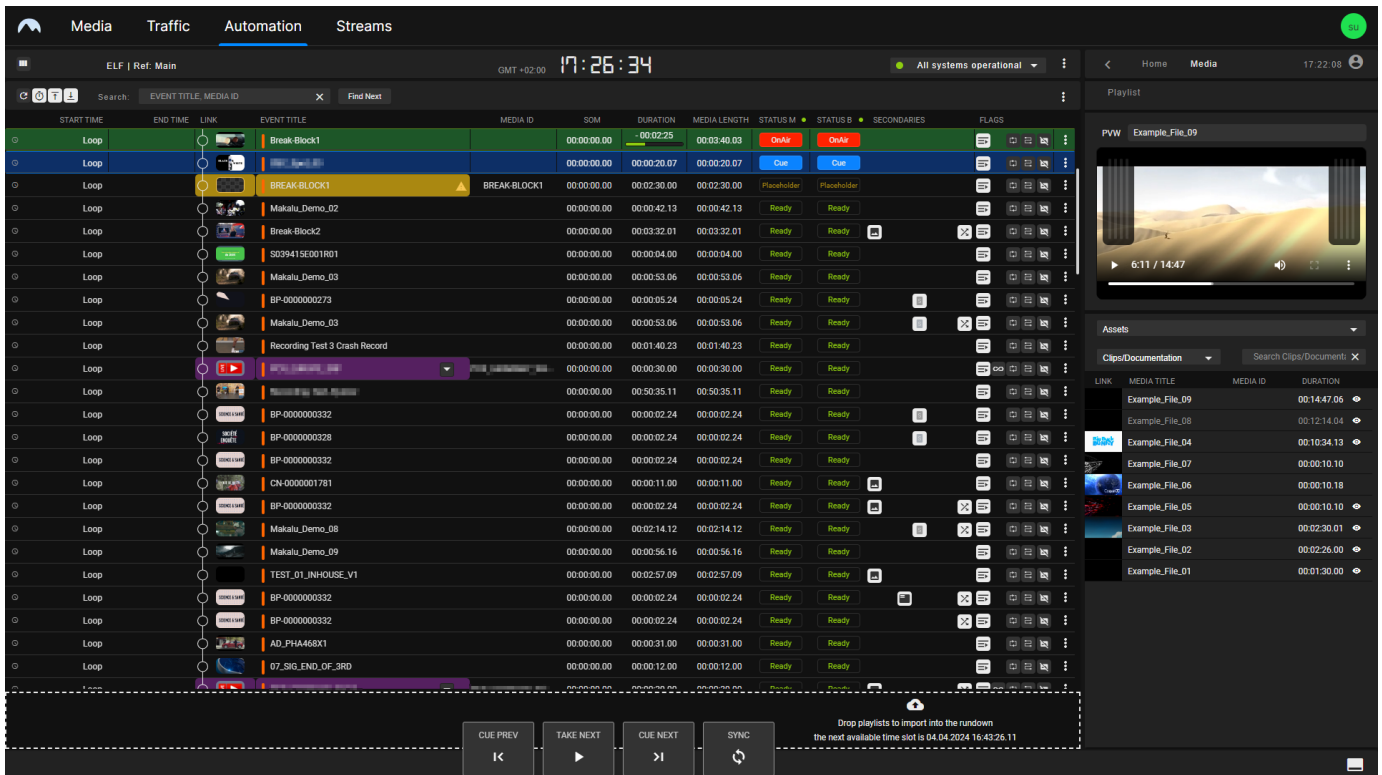 Media Traffic Automation Streams su
ELF | Ref: Main GMT +02:00 17:26:34 All systems operational Home Media 17:22:08
Search: EVENT TITLE, MEDIA ID Find Next Playlist
START TIME END TIME LINK EVENT TITLE MEDIA ID SOM DURATION MEDIA LENGTH STATUS M STATUS B SECONDARIES FLAGS
Loop Break-Block1 00:00:00.00 - 00:02:25 00:03:40.03 OnAir OnAir
Loop 00:00:00.00 00:00:20.07 00:00:20.07 Cue Cue
Loop BREAK-BLOCK1 BREAK-BLOCK1 00:00:00.00 00:02:30.00 00:02:30.00 Placeholder Placeholder
Loop Makalu_Demo_02 00:00:00.00 00:00:42.13 00:00:42.13 Ready Ready
Loop Break-Block2 00:00:00.00 00:03:32.01 00:03:32.01 Ready Ready
Loop S039415E001R01 00:00:00.00 00:00:04.00 00:00:04.00 Ready Ready
Loop Makalu_Demo_03 00:00:00.00 00:00:53.06 00:00:53.06 Ready Ready
Loop BP-0000000273 00:00:00.00 00:00:05.24 00:00:05.24 Ready Ready
Loop Makalu_Demo_03 00:00:00.00 00:00:53.06 00:00:53.06 Ready Ready
Loop Recording Test 3 Crash Record 00:00:00.00 00:01:40.23 00:01:40.23 Ready Ready
Loop 00:00:00.00 00:00:30.00 00:00:30.00 Ready Ready
Loop 00:00:00.00 00:50:35.11 00:50:35.11 Ready Ready
Loop SCIENCE & SANTÉ BP-0000000332 00:00:00.00 00:00:02.24 00:00:02.24 Ready Ready
Loop SOCIÉTÉ ENQUÊTE BP-0000000328 00:00:00.00 00:00:02.24 00:00:02.24 Ready Ready
Loop SCIENCE & SANTÉ BP-0000000332 00:00:00.00 00:00:02.24 00:00:02.24 Ready Ready
Loop CN-0000001781 00:00:00.00 00:00:11.00 00:00:11.00 Ready Ready
Loop SCIENCE & SANTÉ BP-0000000332 00:00:00.00 00:00:02.24 00:00:02.24 Ready Ready
Loop Makalu_Demo_08 00:00:00.00 00:02:14.12 00:02:14.12 Ready Ready
Loop Makalu_Demo_09 00:00:00.00 00:00:56.16 00:00:56.16 Ready Ready
Loop TEST_01_INHOUSE_V1 00:00:00.00 00:02:57.09 00:02:57.09 Ready Ready
Loop SCIENCE & SANTÉ BP-0000000332 00:00:00.00 00:00:02.24 00:00:02.24 Ready Ready
Loop SCIENCE & SANTÉ BP-0000000332 00:00:00.00 00:00:02.24 00:00:02.24 Ready Ready
Loop AD_PHA468X1 00:00:00.00 00:00:31.00 00:00:31.00 Ready Ready
Loop 07_SIG_END_OF_3RD 00:00:00.00 00:00:12.00 00:00:12.00 Ready Ready
Loop 00:00:00.00 00:00:30.00 00:00:30.00 Ready Ready
Drop playlists to import into the rundown
the next available time slot is 04.04.2024 16:43:26.11
CUE PREV TAKE NEXT CUE NEXT SYNC
PVW Example_File_09
6:11 / 14:47
Assets
Clips/Documentation Search Clips/Documenti
LINK MEDIA TITLE MEDIA ID DURATION
Example_File_09 00:14:47.06
Example_File_08 00:12:14.04
Example_File_04 00:10:34.13
Example_File_07 00:00:10.10
Example_File_06 00:00:10.18
Example_File_05 00:00:10.10
Example_File_03 00:02:30.01
Example_File_02 00:02:26.00
Example_File_01 00:01:30.00